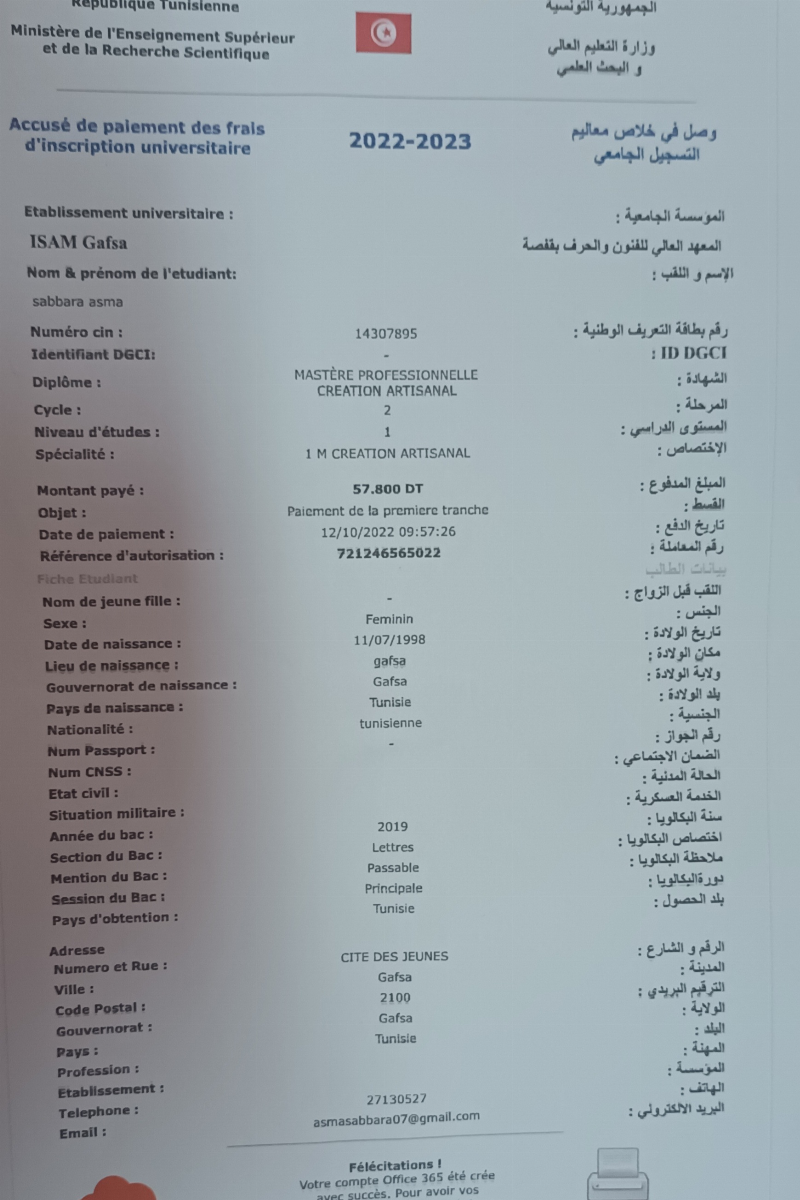 République Tunisienne
الجمهورية التونسية
Ministère de l'Enseignement Supérieur
et de la Recherche Scientifique
وزارة التعليم العالي
و البحث العلمي
Accusé de paiement des frais
d'inscription universitaire
2022-2023
وصل في خلاص معاليم
التسجيل الجامعي
Etablissement universitaire :
المؤسسة الجامعية :
ISAM Gafsa
المعهد العالي للفنون والحرف بقفصة
Nom & prénom de l'etudiant:
الإسم و اللقب :
sabbara asma
Numéro cin : 14307895 رقم بطاقة التعريف الوطنية :
Identifiant DGCI: - ID DGCI :
Diplôme : MASTÈRE PROFESSIONNELLE الشهادة :
CREATION ARTISANAL
Cycle : 2 المرحلة :
Niveau d'études : 1 المستوى الدراسي :
Spécialité : 1 M CREATION ARTISANAL الإختصاص :
Montant payé : 57.800 DT المبلغ المدفوع :
Objet : Paiement de la premiere tranche القسط :
Date de paiement : 12/10/2022 09:57:26 تاريخ الدفع :
Référence d'autorisation : 721246565022 رقم المعاملة :
Fiche Etudiant بيانات الطالب
Nom de jeune fille : - اللقب قبل الزواج :
Sexe : Feminin الجنس :
Date de naissance : 11/07/1998 تاريخ الولادة :
Lieu de naissance : gafsa مكان الولادة :
Gouvernorat de naissance : Gafsa ولاية الولادة :
Pays de naissance : Tunisie بلد الولادة :
Nationalité : tunisienne الجنسية :
Num Passport : - رقم الجواز :
Num CNSS : الضمان الاجتماعي :
Etat civil : الحالة المدنية :
Situation militaire : الخدمة العسكرية :
Année du bac : 2019 سنة البكالويا :
Section du Bac : Lettres اختصاص البكالويا :
Mention du Bac : Passable ملاحظة البكالويا :
Session du Bac : Principale دورةالبكالويا :
Pays d'obtention : Tunisie بلد الحصول :
Adresse
Numero et Rue : CITE DES JEUNES الرقم و الشارع :
Ville : Gafsa المدينة :
Code Postal : 2100 الترقيم البريدي :
Gouvernorat : Gafsa الولاية :
Pays : Tunisie البلد :
Profession : المهنة :
Etablissement : المؤسسة :
Telephone : 27130527 الهاتف :
Email : asmasabbara07@gmail.com البريد الالكتروني :
Félécitations !
Votre compte Office 365 été crée
avec succès. Pour avoir vos